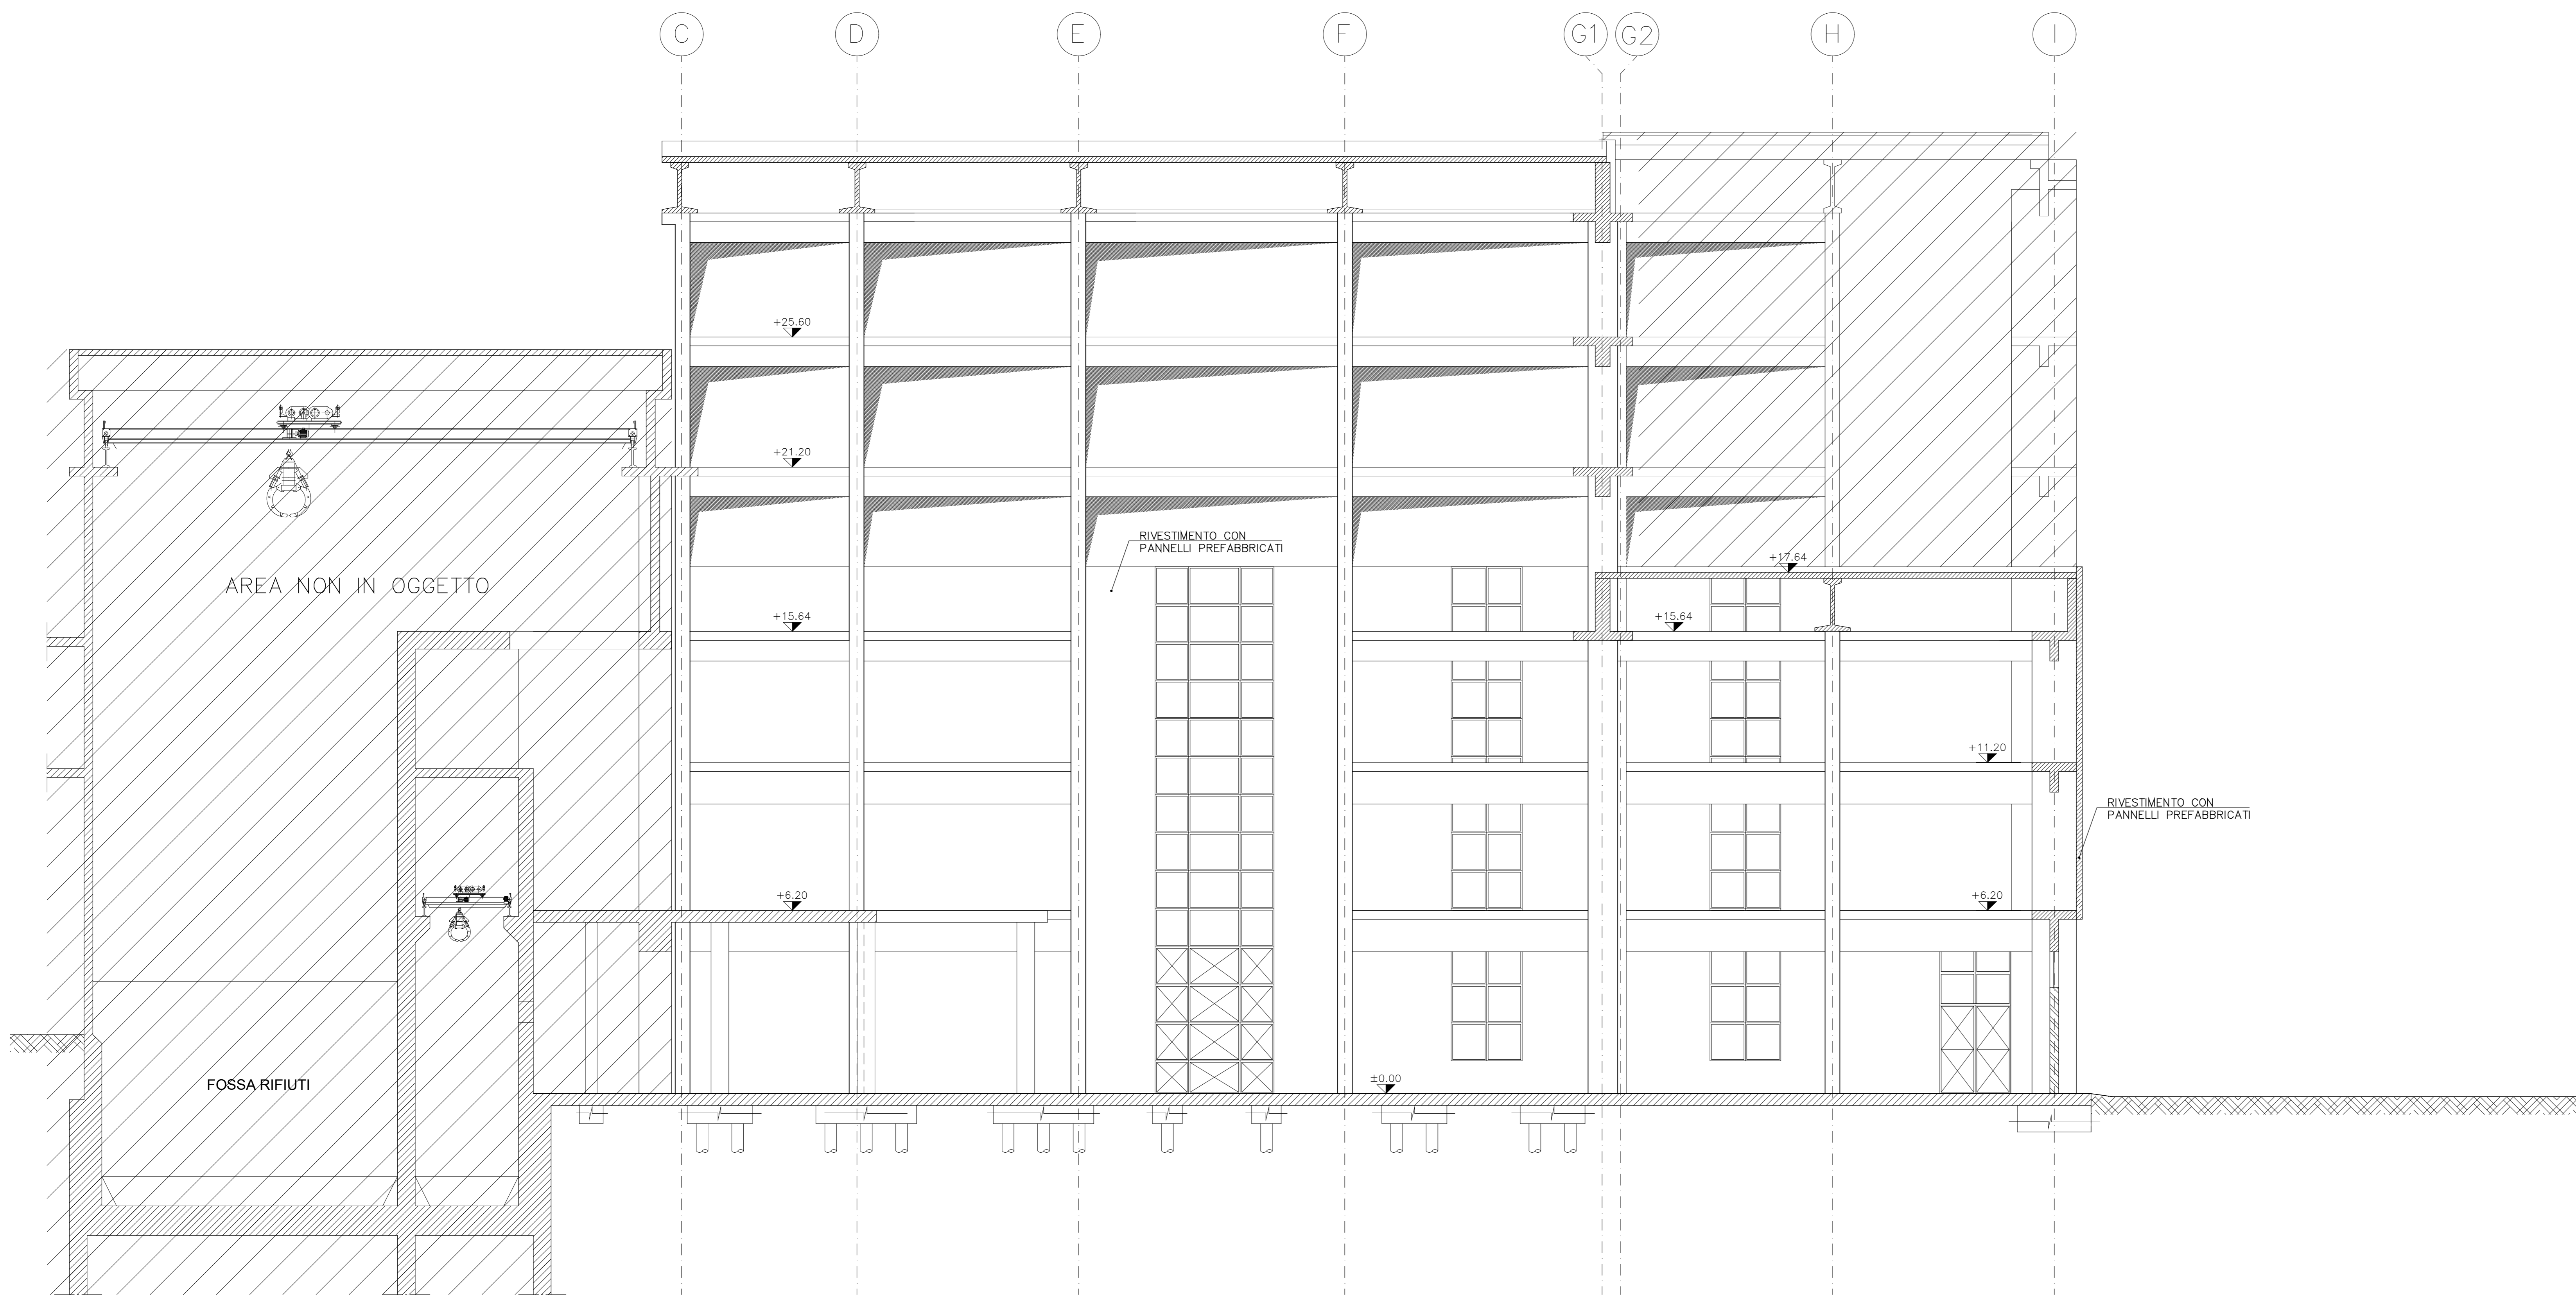 C D E F G1 G2 H I
+25.60
+21.20
RIVESTIMENTO CON
PANNELLI PREFABBRICATI
+17.64
AREA NON IN OGGETTO
+15.64
+15.64
+11.20
RIVESTIMENTO CON
PANNELLI PREFABBRICATI
+6.20
+6.20
FOSSA RIFIUTI
±0.00